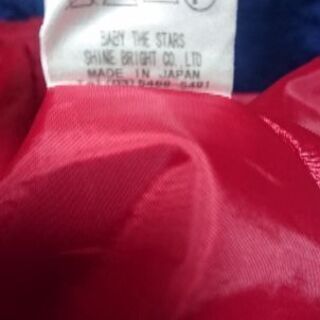 BABY THE STARS
SHINE BRIGHT CO. LTD
MADE IN JAPAN